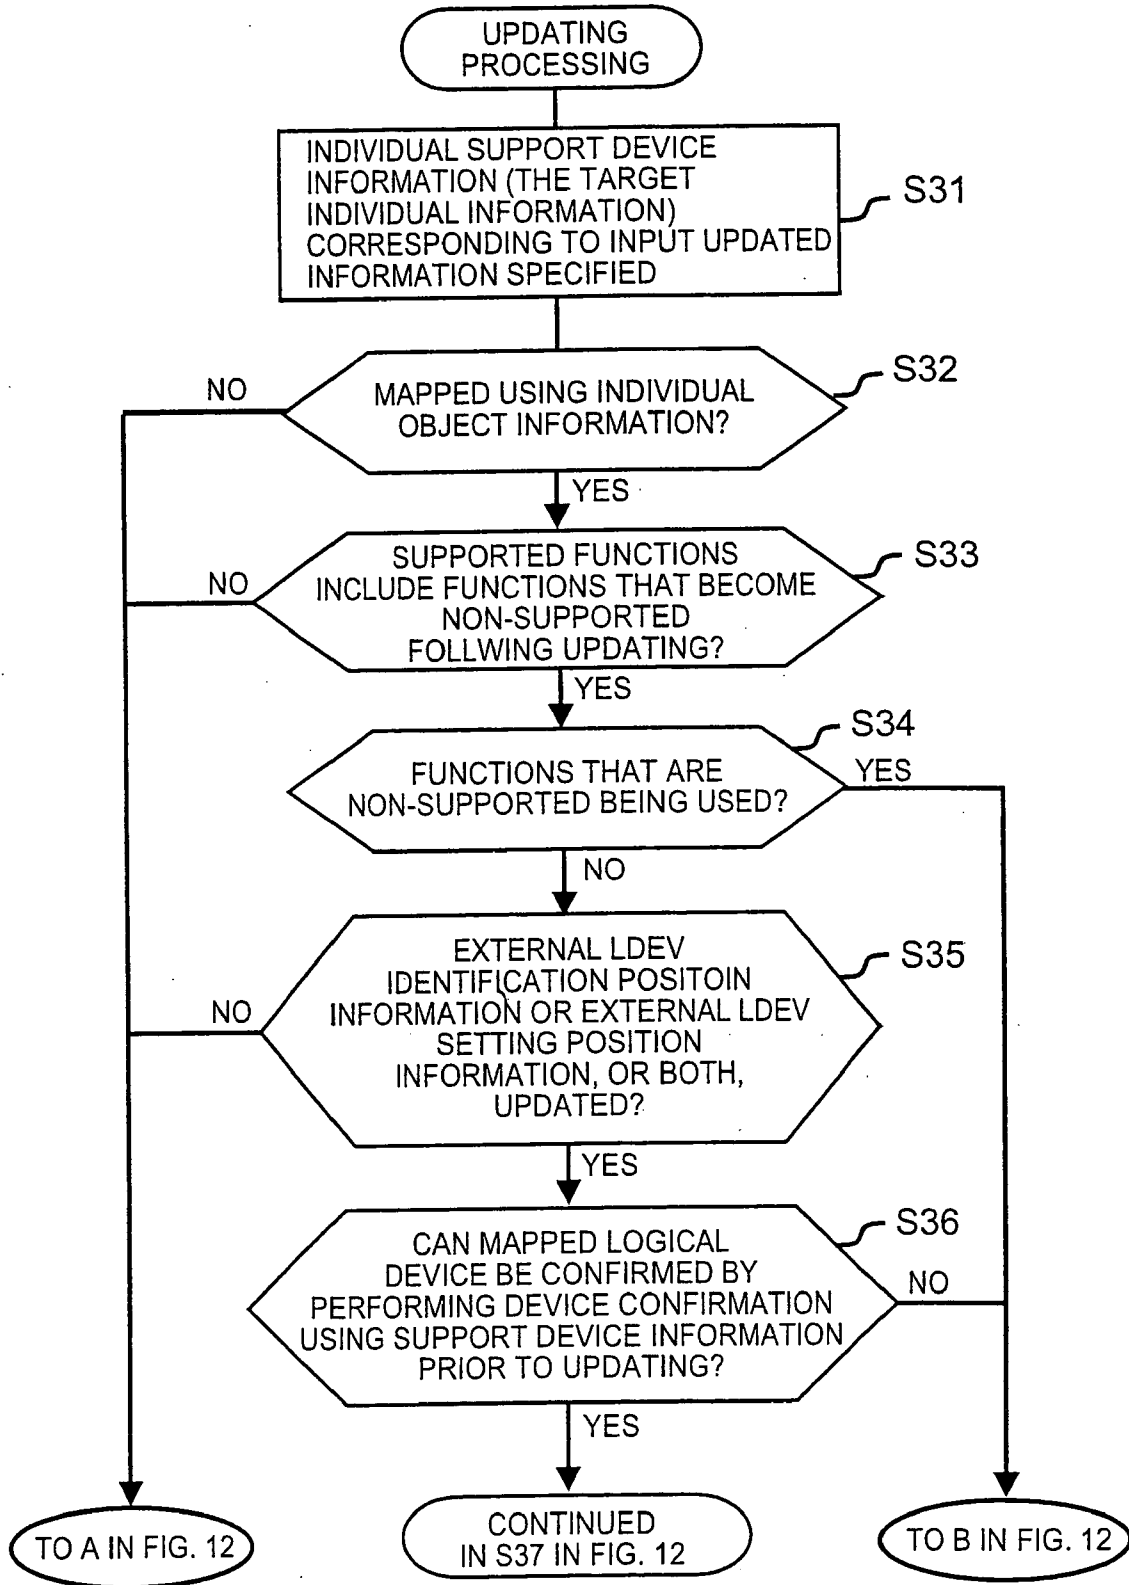 UPDATING
PROCESSING
INDIVIDUAL SUPPORT DEVICE
INFORMATION (THE TARGET
INDIVIDUAL INFORMATION)
CORRESPONDING TO INPUT UPDATED
INFORMATION SPECIFIED
S31
MAPPED USING INDIVIDUAL
OBJECT INFORMATION?
S32
NO
YES
SUPPORTED FUNCTIONS
INCLUDE FUNCTIONS THAT BECOME
NON-SUPPORTED
FOLLWING UPDATING?
S33
NO
YES
FUNCTIONS THAT ARE
NON-SUPPORTED BEING USED?
S34
YES
NO
EXTERNAL LDEV
IDENTIFICATION POSITOIN
INFORMATION OR EXTERNAL LDEV
SETTING POSITION
INFORMATION, OR BOTH,
UPDATED?
S35
NO
YES
CAN MAPPED LOGICAL
DEVICE BE CONFIRMED BY
PERFORMING DEVICE CONFIRMATION
USING SUPPORT DEVICE INFORMATION
PRIOR TO UPDATING?
S36
NO
YES
TO A IN FIG. 12
CONTINUED
IN S37 IN FIG. 12
TO B IN FIG. 12